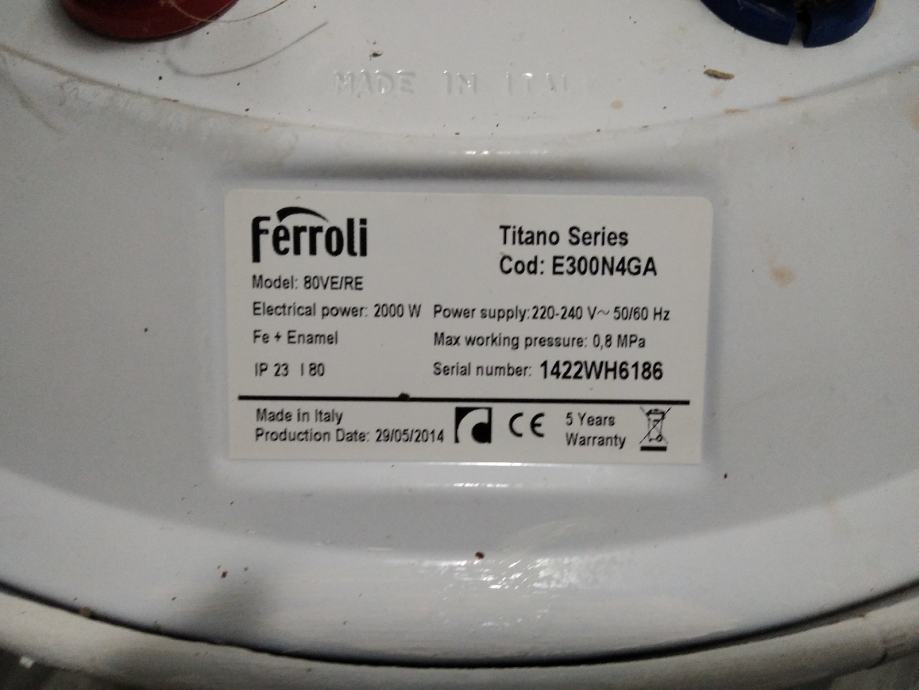 MADE IN ITALY
Ferroli
Titano Series
Cod: E300N4GA
Model: 80VE/RE
Electrical power: 2000 W Power supply:220-240 V~ 50/60 Hz
Fe + Enamel Max working pressure: 0,8 MPa
IP 23 I 80 Serial number: 1422WH6186
Made in Italy
Production Date: 29/05/2014
CE
5 Years
Warranty